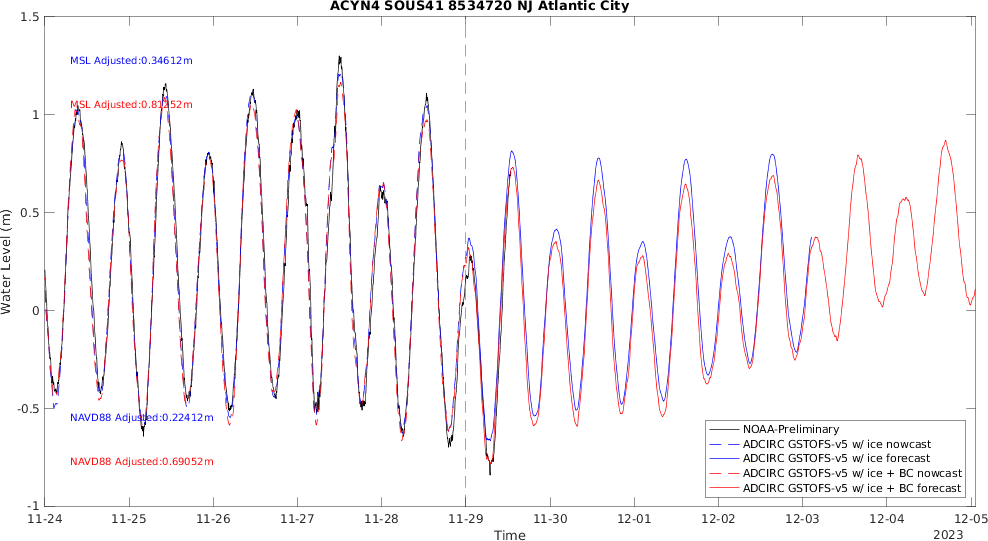 ACYN4 SOUS41 8534720 NJ Atlantic City
1.5
1
0.5
0
-0.5
-1
Water Level (m)
MSL Adjusted:0.34612m
MSL Adjusted:0.81252m
NAVD88 Adjusted:0.22412m
NAVD88 Adjusted:0.69052m
NOAA-Preliminary
ADCIRC GSTOFS-v5 w/ ice nowcast
ADCIRC GSTOFS-v5 w/ ice forecast
ADCIRC GSTOFS-v5 w/ ice + BC nowcast
ADCIRC GSTOFS-v5 w/ ice + BC forecast
11-24 11-25 11-26 11-27 11-28 11-29 11-30 12-01 12-02 12-03 12-04 12-05
Time
2023